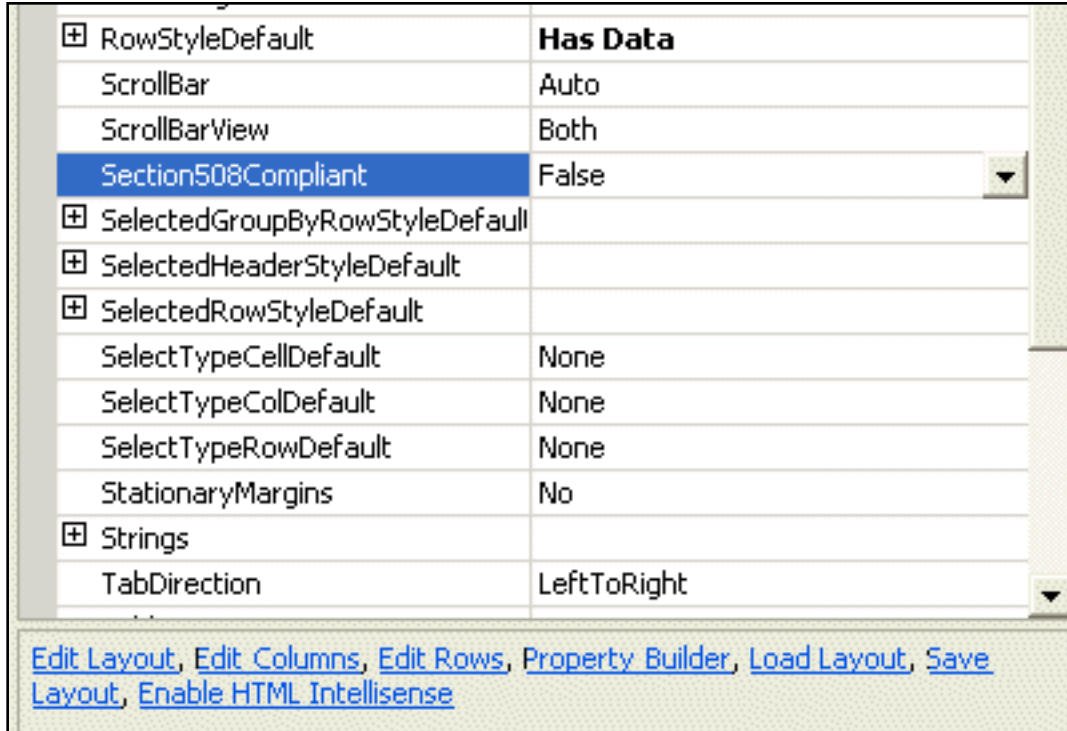 RowStyleDefault Has Data
ScrollBar Auto
ScrollBarView Both
Section508Compliant False
SelectedGroupByRowStyleDefaul
SelectedHeaderStyleDefault
SelectedRowStyleDefault
SelectTypeCellDefault None
SelectTypeColDefault None
SelectTypeRowDefault None
StationaryMargins No
Strings
TabDirection LeftToRight
Edit Layout, Edit Columns, Edit Rows, Property Builder, Load Layout, Save
Layout, Enable HTML Intellisense